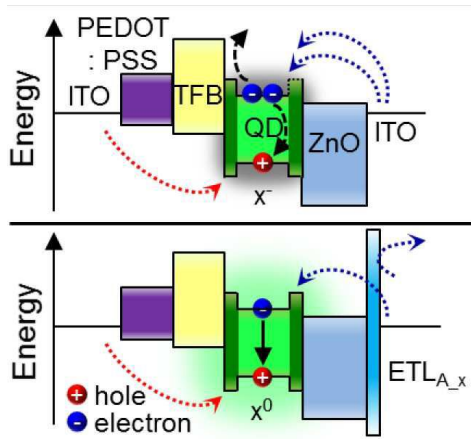 Energy
PEDOT
: PSS
ITO
TFB
QD
ZnO
ITO
+
x⁻
Energy
+
x⁰
ETL_A_x
+ hole
- electron